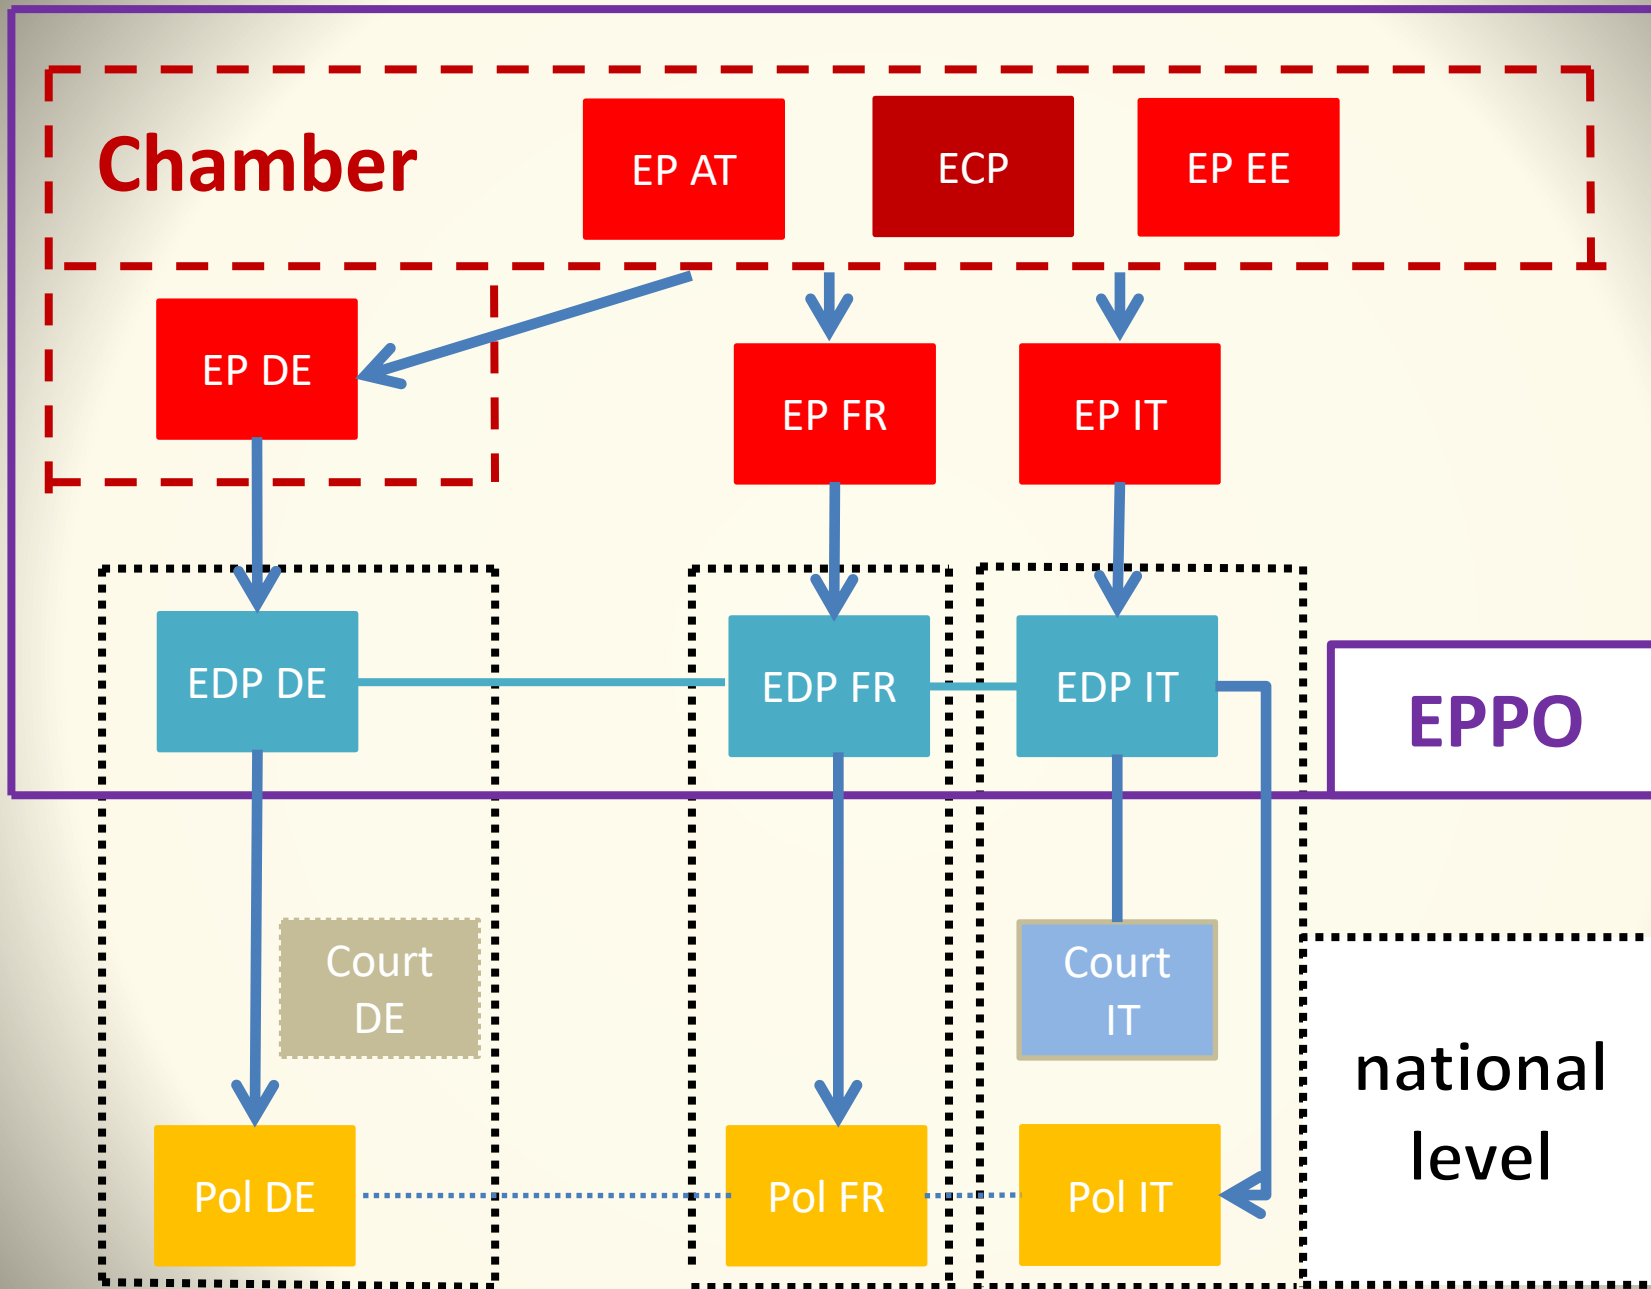 Chamber
EP AT
ECP
EP EE
EP DE
EP FR
EP IT
EDP DE
EDP FR
EDP IT
EPPO
Court
DE
Court
IT
national
level
Pol DE
Pol FR
Pol IT